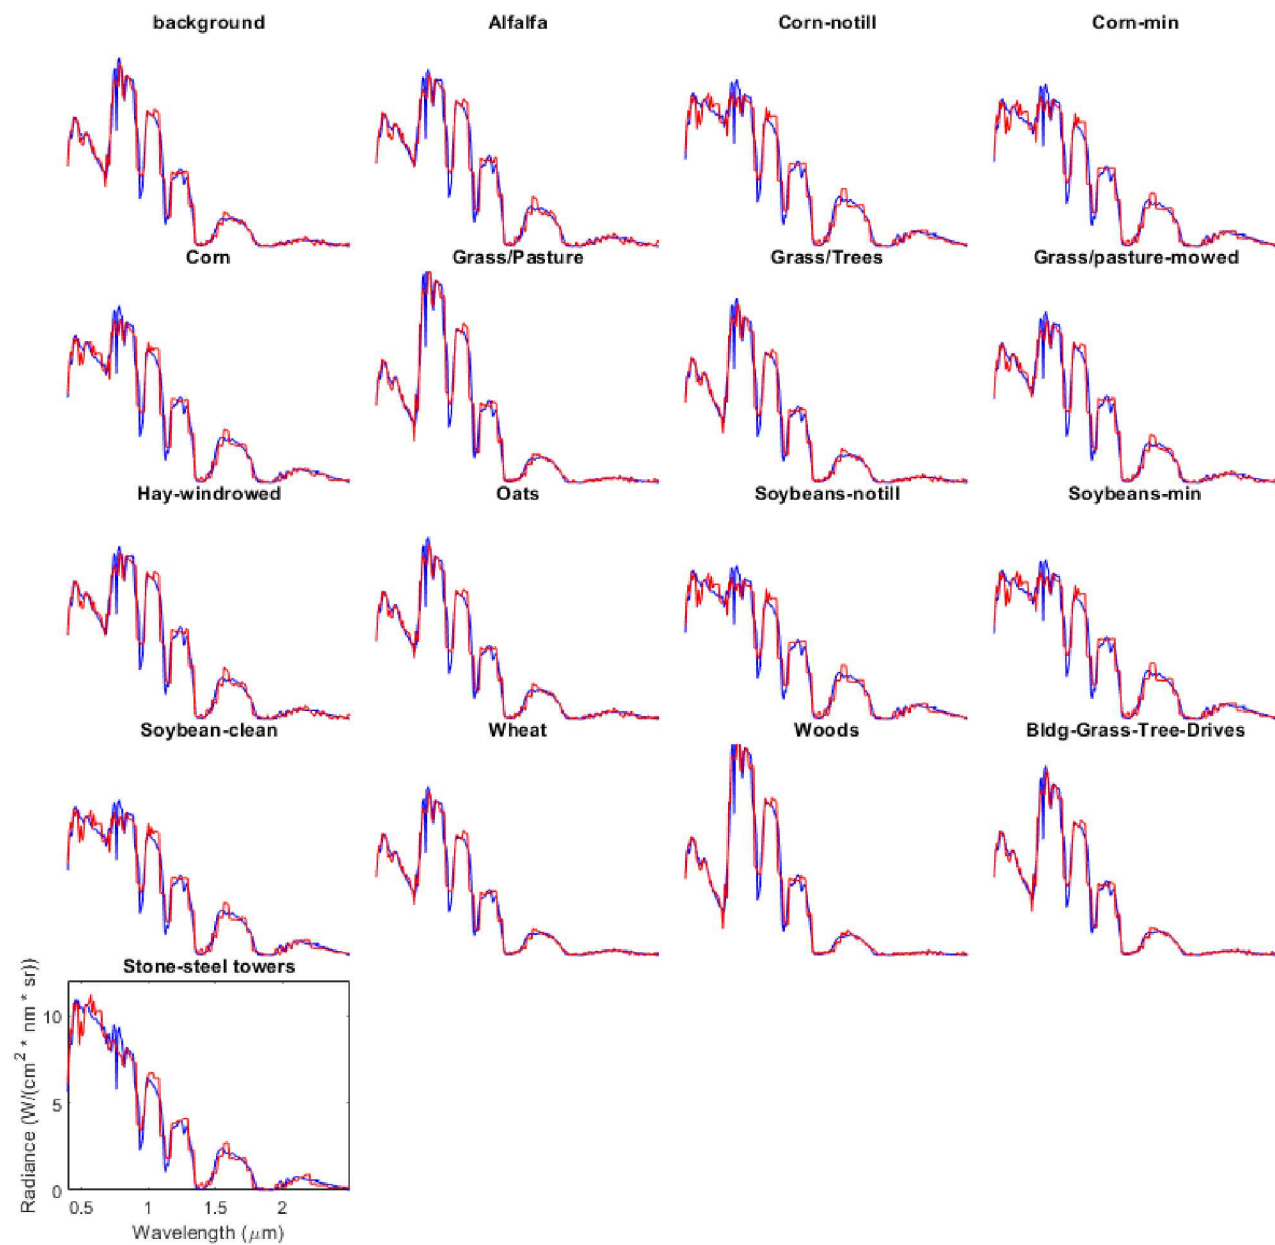 background Alfalfa Corn-notill Corn-min
Corn Grass/Pasture Grass/Trees Grass/pasture-mowed
Hay-windrowed Oats Soybeans-notill Soybeans-min
Soybean-clean Wheat Woods Bldg-Grass-Tree-Drives
Stone-steel towers
Radiance (W/(cm² * nm * sr))
10
5
0
0.5 1 1.5 2
Wavelength (μm)